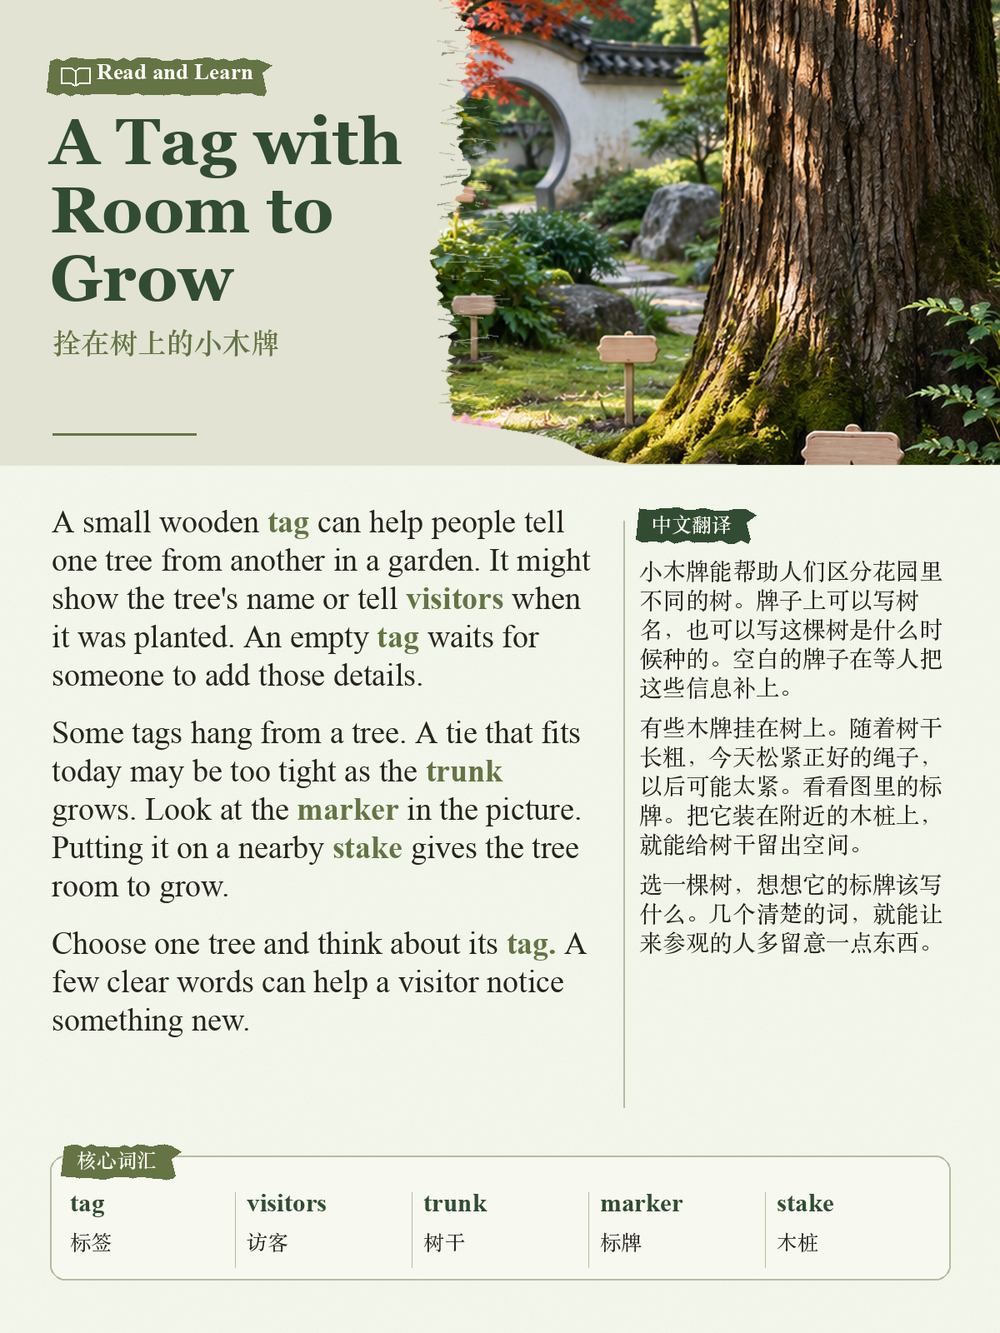 Read and Learn
A Tag with
Room to
Grow
拴在树上的小木牌
A small wooden tag can help people tell
one tree from another in a garden. It might
show the tree's name or tell visitors when
it was planted. An empty tag waits for
someone to add those details.
Some tags hang from a tree. A tie that fits
today may be too tight as the trunk
grows. Look at the marker in the picture.
Putting it on a nearby stake gives the tree
room to grow.
Choose one tree and think about its tag. A
few clear words can help a visitor notice
something new.
中文翻译
小木牌能帮助人们区分花园里
不同的树。牌子上可以写树
名，也可以写这棵树是什么时
候种的。空白的牌子在等人把
这些信息补上。
有些木牌挂在树上。随着树干
长粗，今天松紧正好的绳子，
以后可能太紧。看看图里的标
牌。把它装在附近的木桩上，
就能给树干留出空间。
选一棵树，想想它的标牌该写
什么。几个清楚的词，就能让
来参观的人多留意一点东西。
核心词汇
tag
标签
visitors
访客
trunk
树干
marker
标牌
stake
木桩